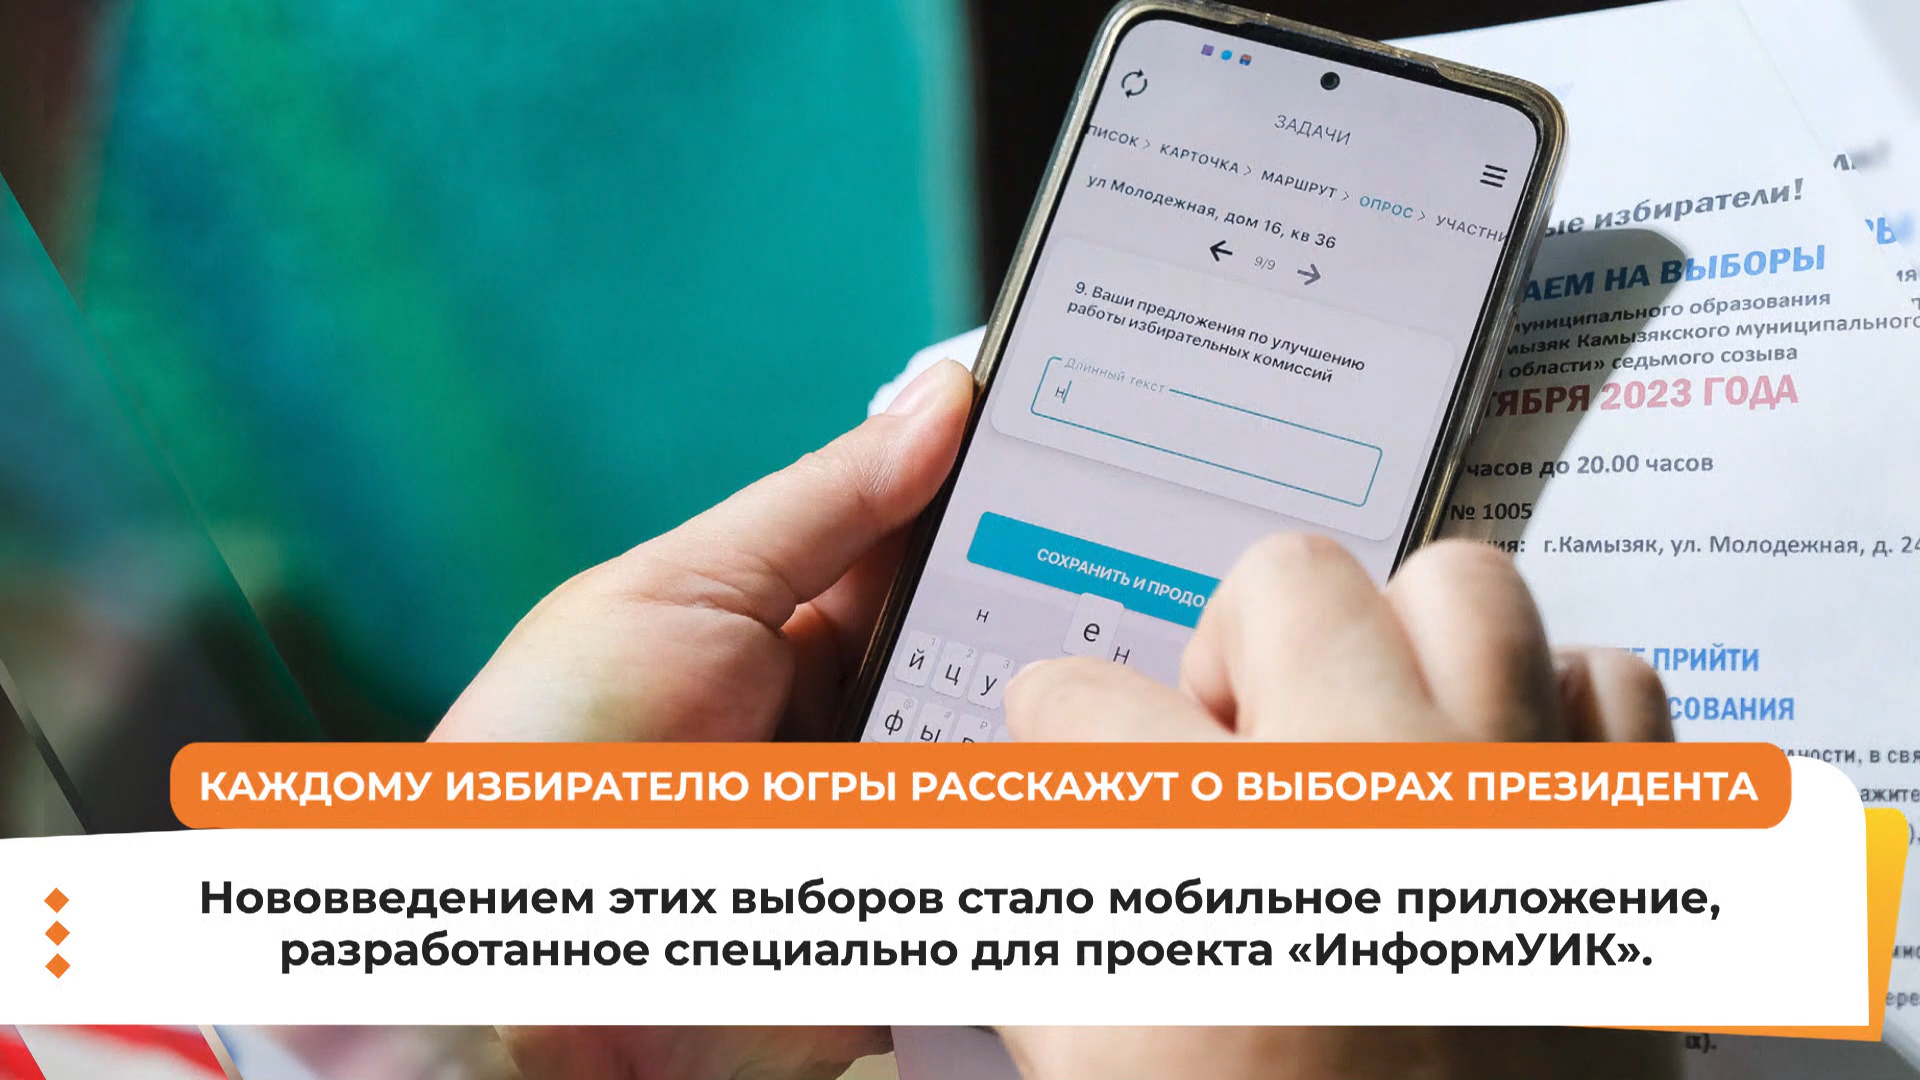 ЗАДАЧИ
КАРТОЧКА > МАРШРУТ > ОПРОС >
ул Молодежная, дом 16, кв 36
9/9
9. Ваши предложения по улучшению
работы избирательных комиссий
Длинный текст
н
СОХРАНИТЬ И
н
е
н
й ц у
ф ы
избиратели!
НА ВЫБОРЫ
муниципального образования
Камызякского муниципального
области» седьмого созыва
2023 ГОДА
часов до 20.00 часов
№ 1005
г.Камызяк, ул. Молодежная, д.
ПРИЙТИ
КАЖДОМУ ИЗБИРАТЕЛЮ ЮГРЫ РАССКАЖУТ О ВЫБОРАХ ПРЕЗИДЕНТА
Нововведением этих выборов стало мобильное приложение,
разработанное специально для проекта «ИнформУИК».